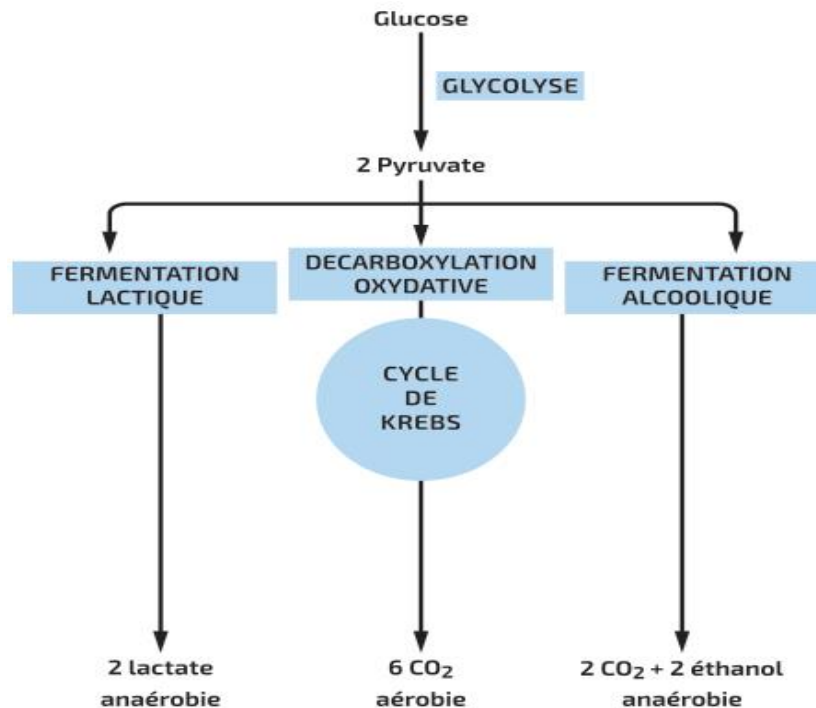 Glucose
GLYCOLYSE
2 Pyruvate
FERMENTATION
LACTIQUE
DECARBOXYLATION
OXYDATIVE
FERMENTATION
ALCOOLIQUE
CYCLE
DE
KREBS
2 lactate
anaérobie
6 CO₂
aérobie
2 CO₂ + 2 éthanol
anaérobie